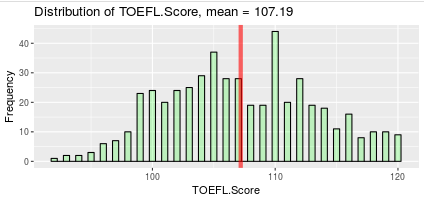 Distribution of TOEFL.Score, mean = 107.19
Frequency
40
30
20
10
0
100 110 120
TOEFL.Score